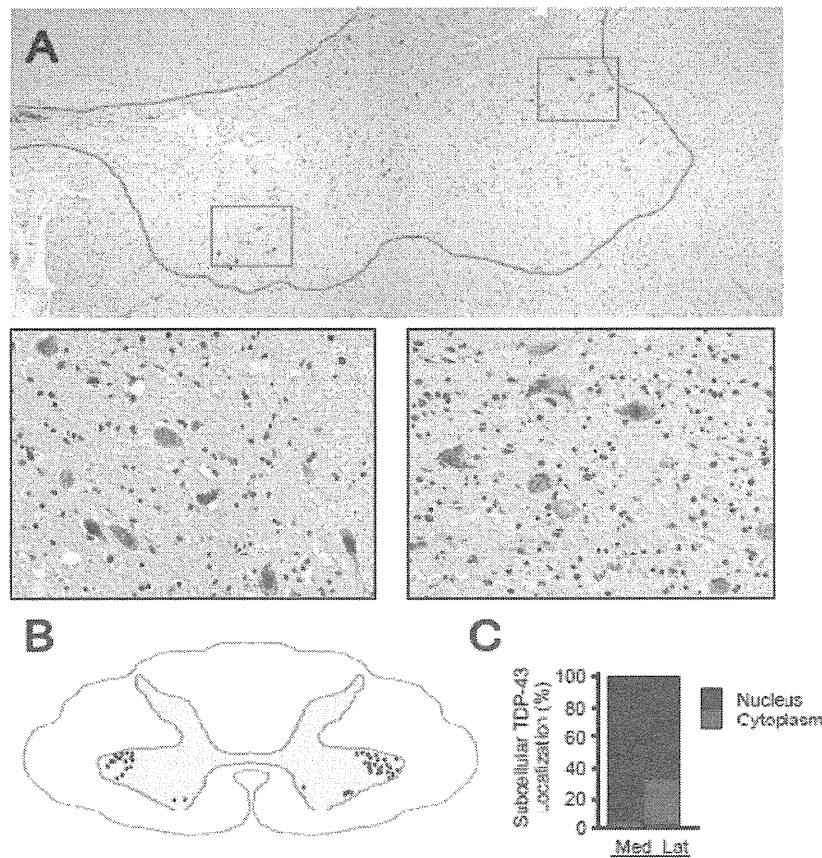 A
B
C
Subcellular TDP-43
Localization (%)
100
80
60
40
20
0
Nucleus
Cytoplasm
Med Lat